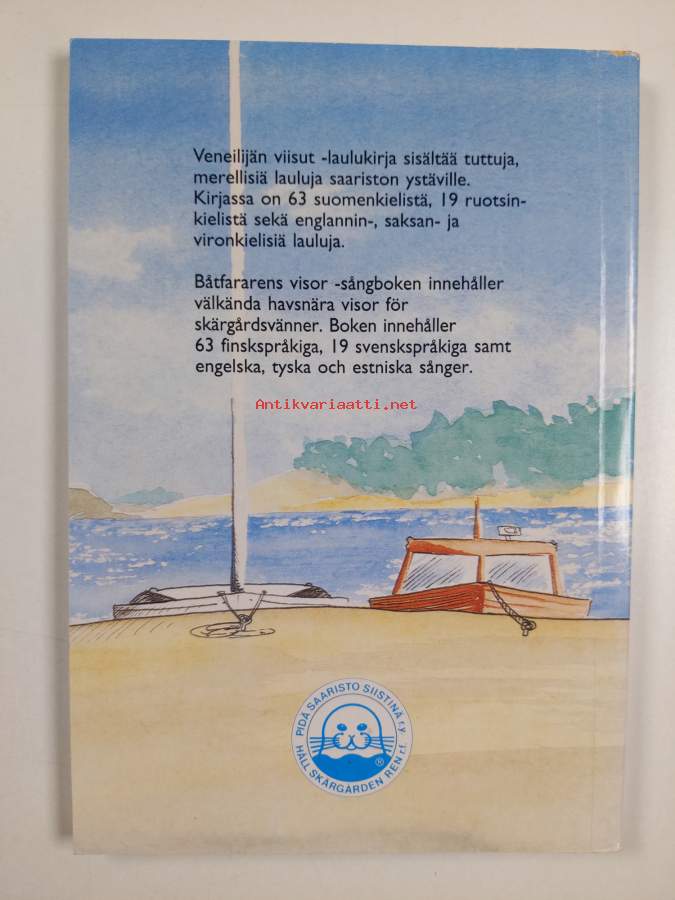 Veneilijän viisut -laulukirja sisältää tuttuja,
merellisiä lauluja saariston ystäville.
Kirjassa on 63 suomenkielistä, 19 ruotsin-
kielistä sekä englannin-, saksan- ja
vironkielisiä lauluja.
Båtfararens visor -sångboken innehåller
välkända havsnära visor för
skärgårdsvänner. Boken innehåller
63 finskspråkiga, 19 svenskspråkiga samt
engelska, tyska och estniska sånger.
Antikvariaatti.net
PIDÄ SAARISTO SIISTINÄ r.y.
®
HÅLL SKÄRGÅRDEN REN r.f.